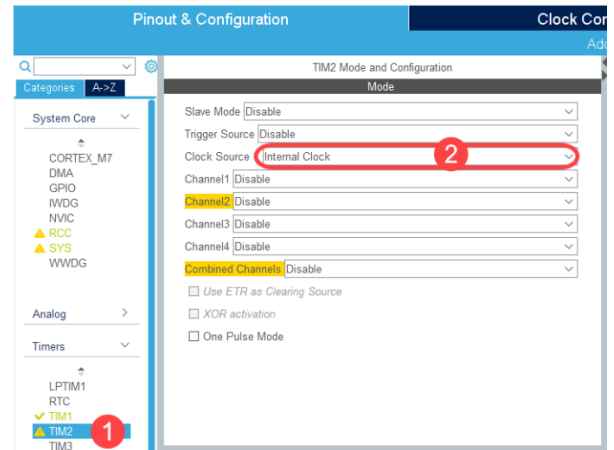 Pinout & Configuration
Clock Con
Add
TIM2 Mode and Configuration
Categories
A->Z
Mode
System Core
CORTEX_M7
DMA
GPIO
IWDG
NVIC
RCC
SYS
WWDG
Analog
Timers
LPTIM1
RTC
TIM1
TIM2
1
TIM3
Slave Mode Disable
Trigger Source Disable
Clock Source Internal Clock
2
Channel1 Disable
Channel2 Disable
Channel3 Disable
Channel4 Disable
Combined Channels Disable
Use ETR as Clearing Source
XOR activation
One Pulse Mode